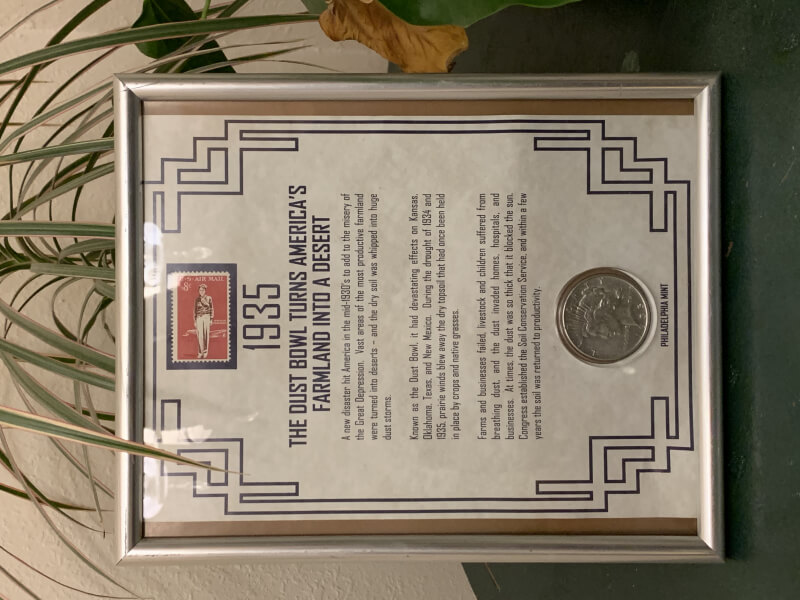 U.S. AIR MAIL
8c
1935
THE DUST BOWL TURNS AMERICA'S
FARMLAND INTO A DESERT
A new disaster hit America in the mid-1930's to add to the misery of
the Great Depression. Vast areas of the most productive farmland
were turned into deserts – and the dry soil was whipped into huge
dust storms.
Known as the Dust Bowl, it had devastating effects on Kansas,
Oklahoma, Texas, and New Mexico. During the drought of 1934 and
1935, prairie winds blew away the dry topsoil that had once been held
in place by crops and native grasses.
Farms and businesses failed, livestock and children suffered from
breathing dust, and the dust invaded homes, hospitals, and
businesses. At times, the dust was so thick that it blocked the sun.
Congress established the Soil Conservation Service, and within a few
years the soil was returned to productivity.
PHILADELPHIA MINT